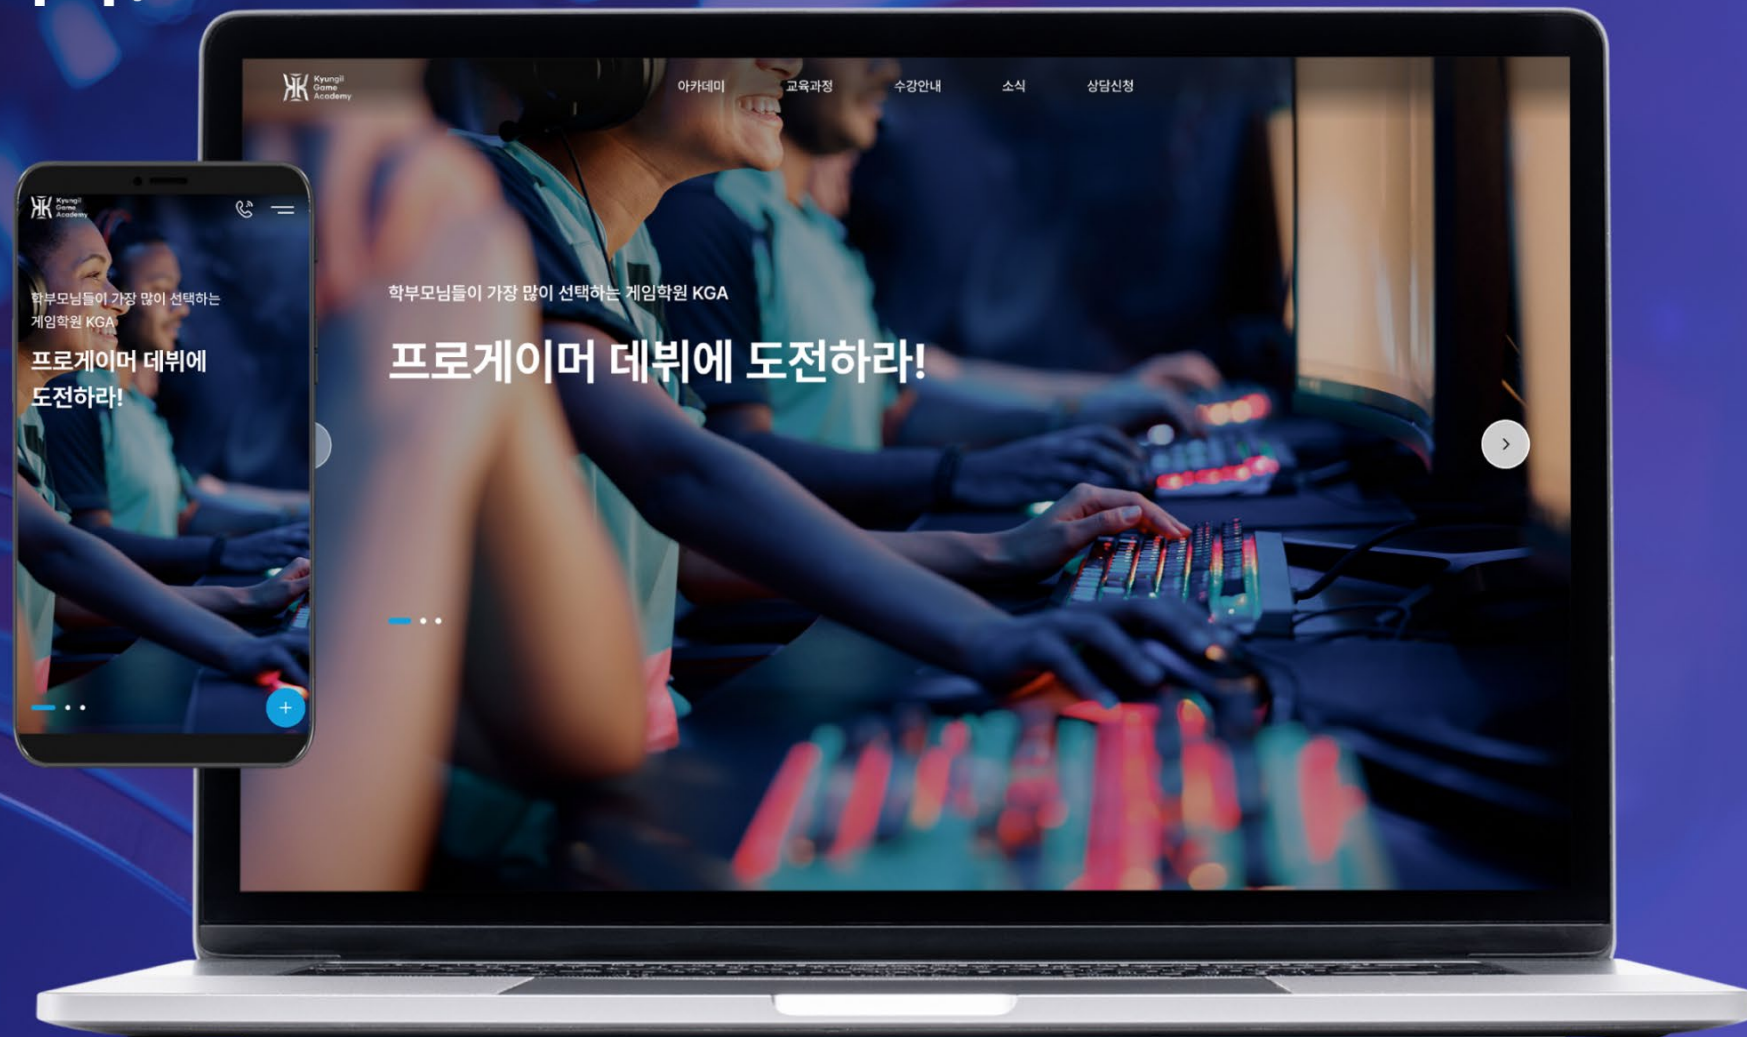 Kyungil
Game
Academy
아카데미
교육과정
수강안내
소식
상담신청
학부모님들이 가장 많이 선택하는 게임학원 KGA
프로게이머 데뷔에 도전하라!
Kyungil
Game
Academy
학부모님들이 가장 많이 선택하는
게임학원 KGA
프로게이머 데뷔에
도전하라!